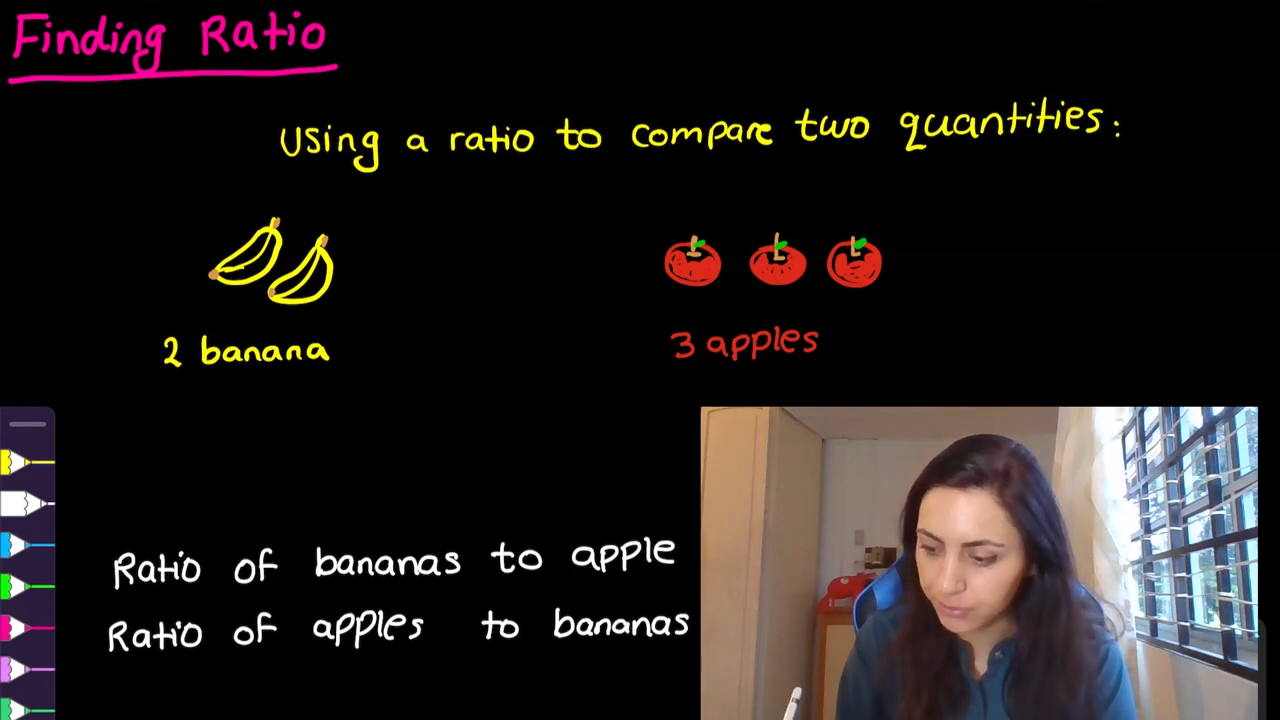 Finding Ratio
Using a ratio to compare two quantities:
2 banana
3 apples
Ratio of bananas to apple
Ratio of apples to bananas